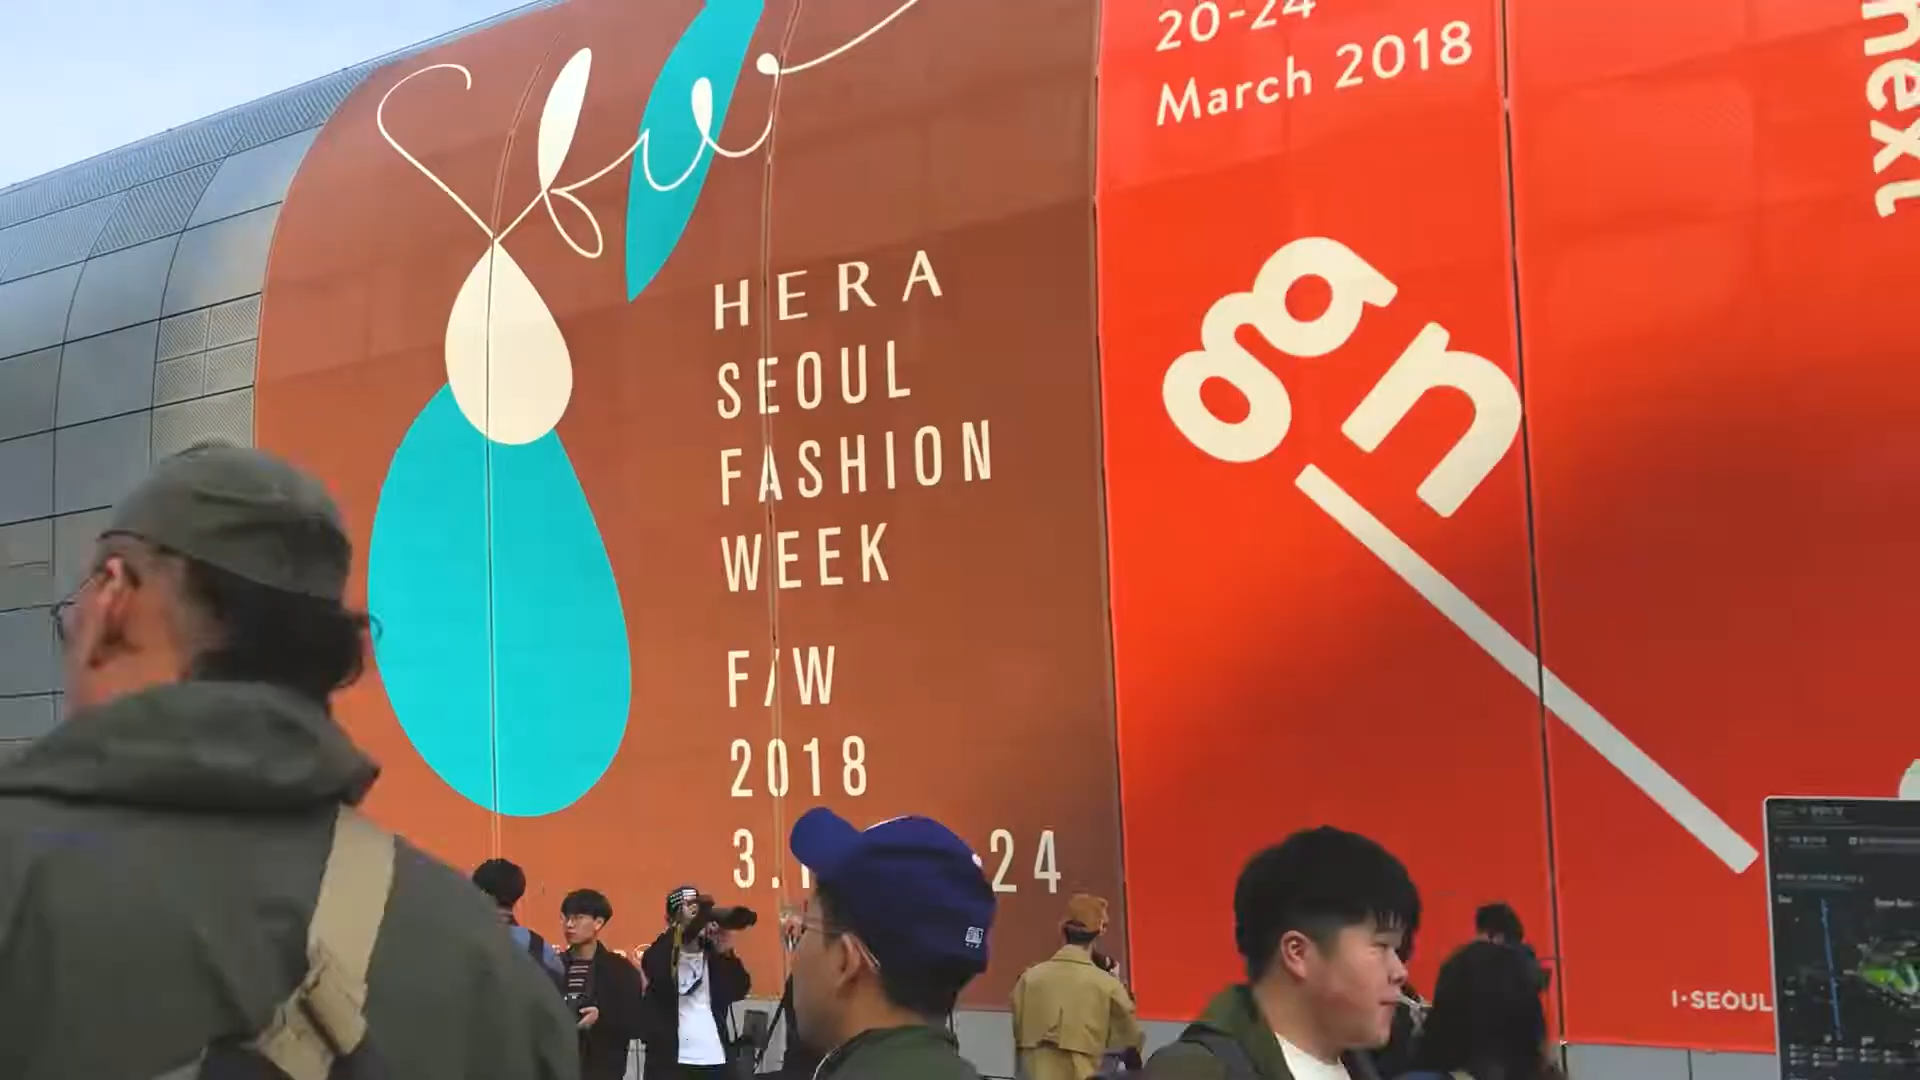 Sfw
HERA
SEOUL
FASHION
WEEK
F/W
2018
24
20-24
March 2018
gn
next
I·SEOUL